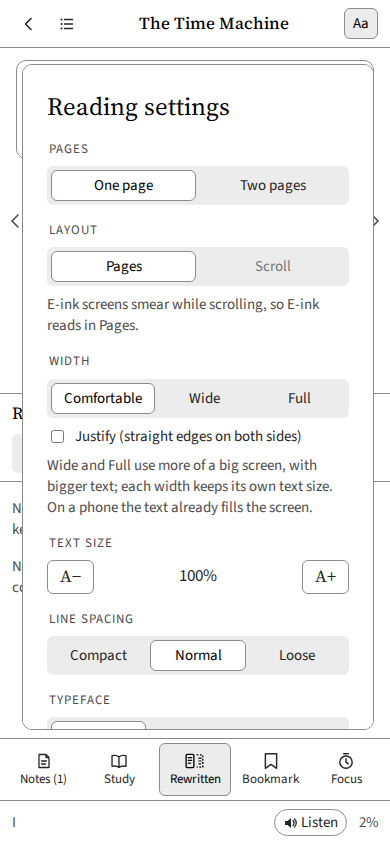 The Time Machine
Aa
Reading settings
PAGES
One page
Two pages
LAYOUT
Pages
Scroll
E-ink screens smear while scrolling, so E-ink
reads in Pages.
WIDTH
Comfortable
Wide
Full
Justify (straight edges on both sides)
Wide and Full use more of a big screen, with
bigger text; each width keeps its own text size.
On a phone the text already fills the screen.
TEXT SIZE
A−
100%
A+
LINE SPACING
Compact
Normal
Loose
TYPEFACE
Notes (1)
Study
Rewritten
Bookmark
Focus
I
Listen
2%